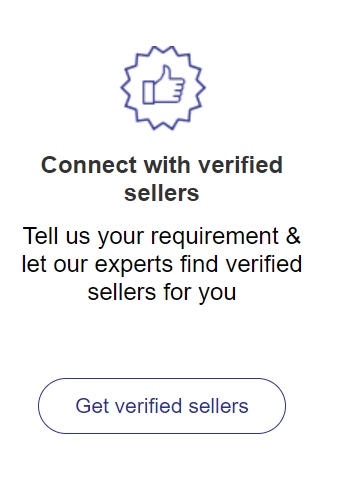 Connect with verified
sellers
Tell us your requirement &
let our experts find verified
sellers for you
Get verified sellers